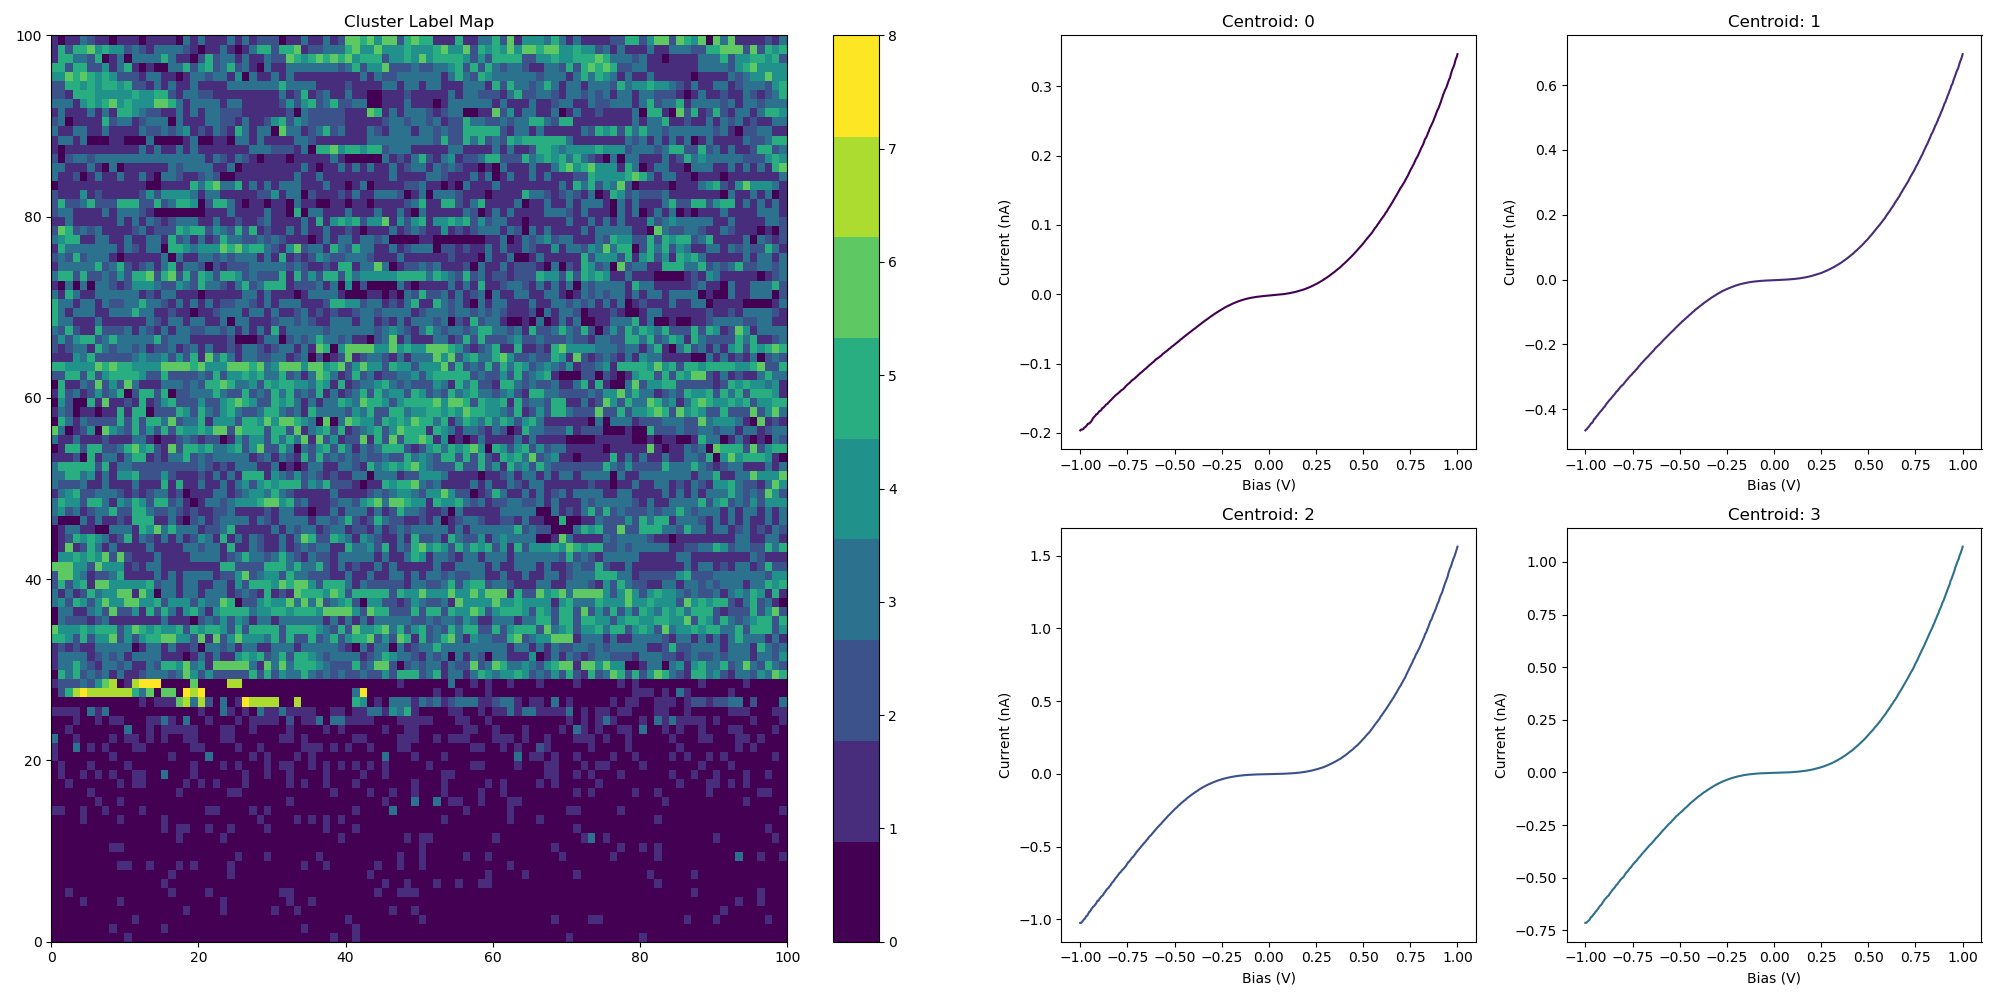 Cluster Label Map
100
80
60
40
20
0
0 20 40 60 80 100
8
7
6
5
4
3
2
1
0
Centroid: 0
Current (nA)
0.3
0.2
0.1
0.0
−0.1
−0.2
−1.00 −0.75 −0.50 −0.25 0.00 0.25 0.50 0.75 1.00
Bias (V)
Centroid: 1
Current (nA)
0.6
0.4
0.2
0.0
−0.2
−0.4
−1.00 −0.75 −0.50 −0.25 0.00 0.25 0.50 0.75 1.00
Bias (V)
Centroid: 2
Current (nA)
1.5
1.0
0.5
0.0
−0.5
−1.0
−1.00 −0.75 −0.50 −0.25 0.00 0.25 0.50 0.75 1.00
Bias (V)
Centroid: 3
Current (nA)
1.00
0.75
0.50
0.25
0.00
−0.25
−0.50
−0.75
−1.00 −0.75 −0.50 −0.25 0.00 0.25 0.50 0.75 1.00
Bias (V)